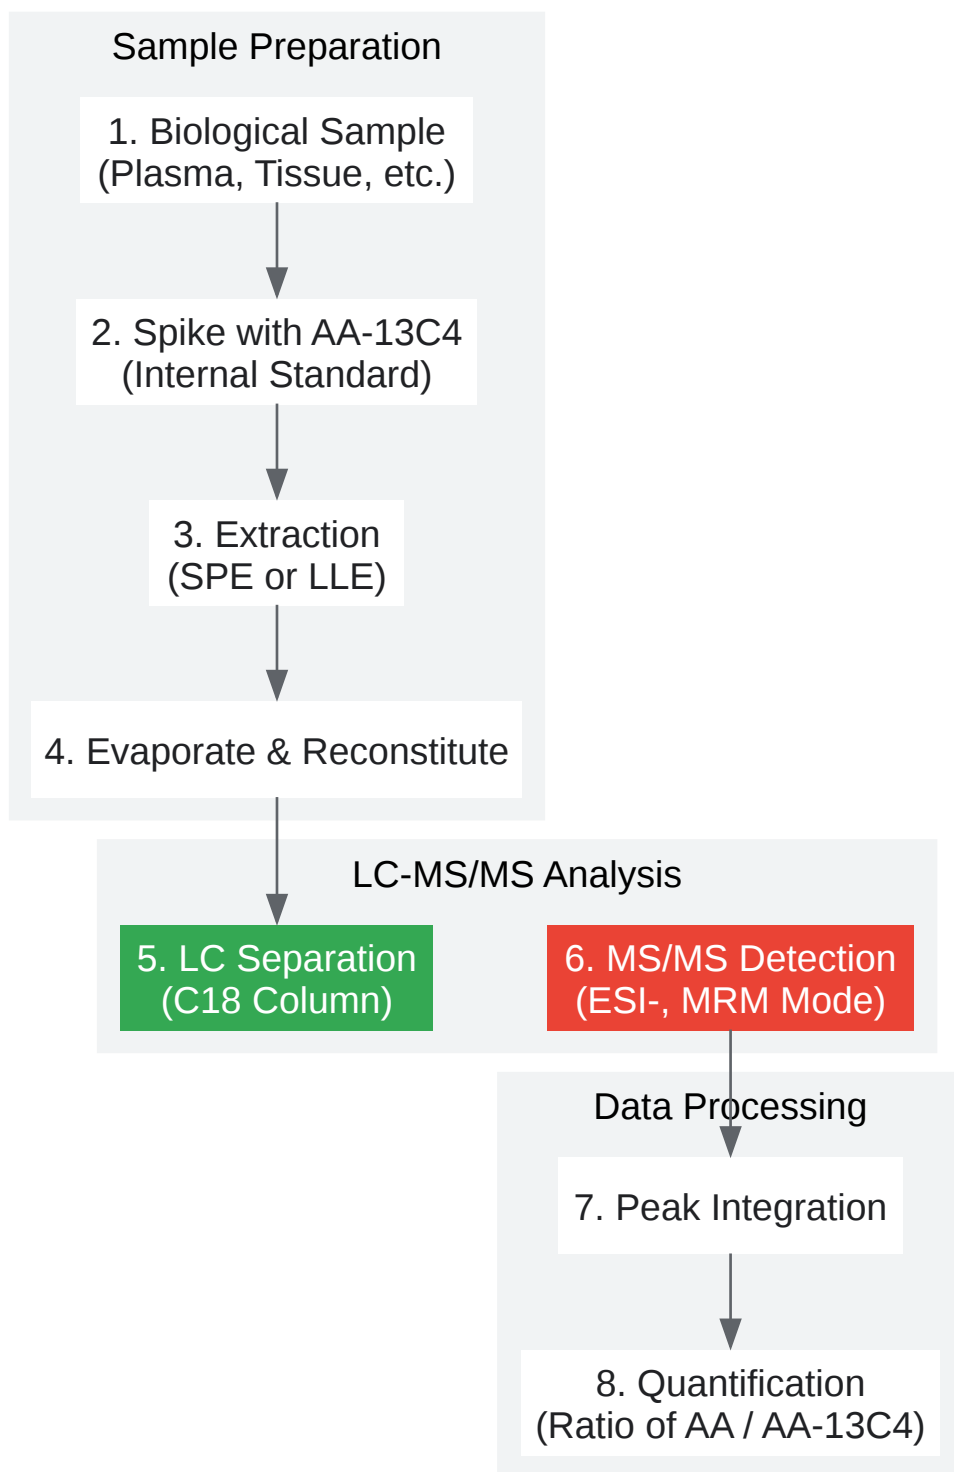 Sample Preparation
1. Biological Sample
(Plasma, Tissue, etc.)
2. Spike with AA-13C4
(Internal Standard)
3. Extraction
(SPE or LLE)
4. Evaporate & Reconstitute
LC-MS/MS Analysis
5. LC Separation
(C18 Column)
6. MS/MS Detection
(ESI-, MRM Mode)
Data Processing
7. Peak Integration
8. Quantification
(Ratio of AA / AA-13C4)